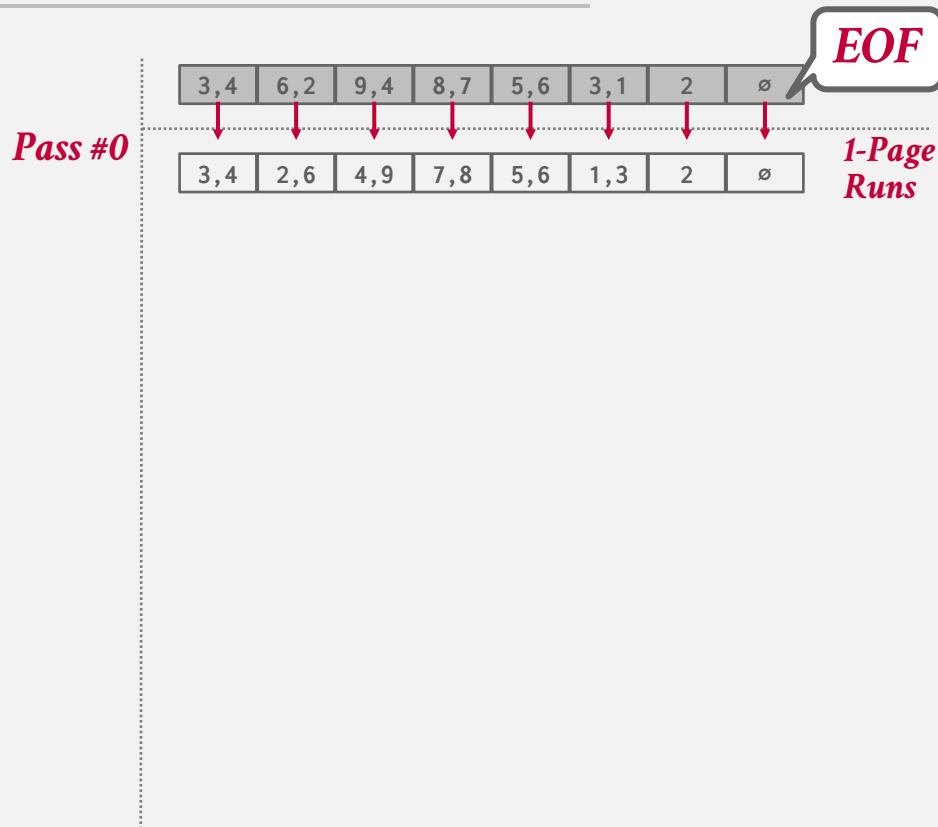 EOF
3,4 6,2 9,4 8,7 5,6 3,1 2 ∅
Pass #0
1-Page
Runs
3,4 2,6 4,9 7,8 5,6 1,3 2 ∅